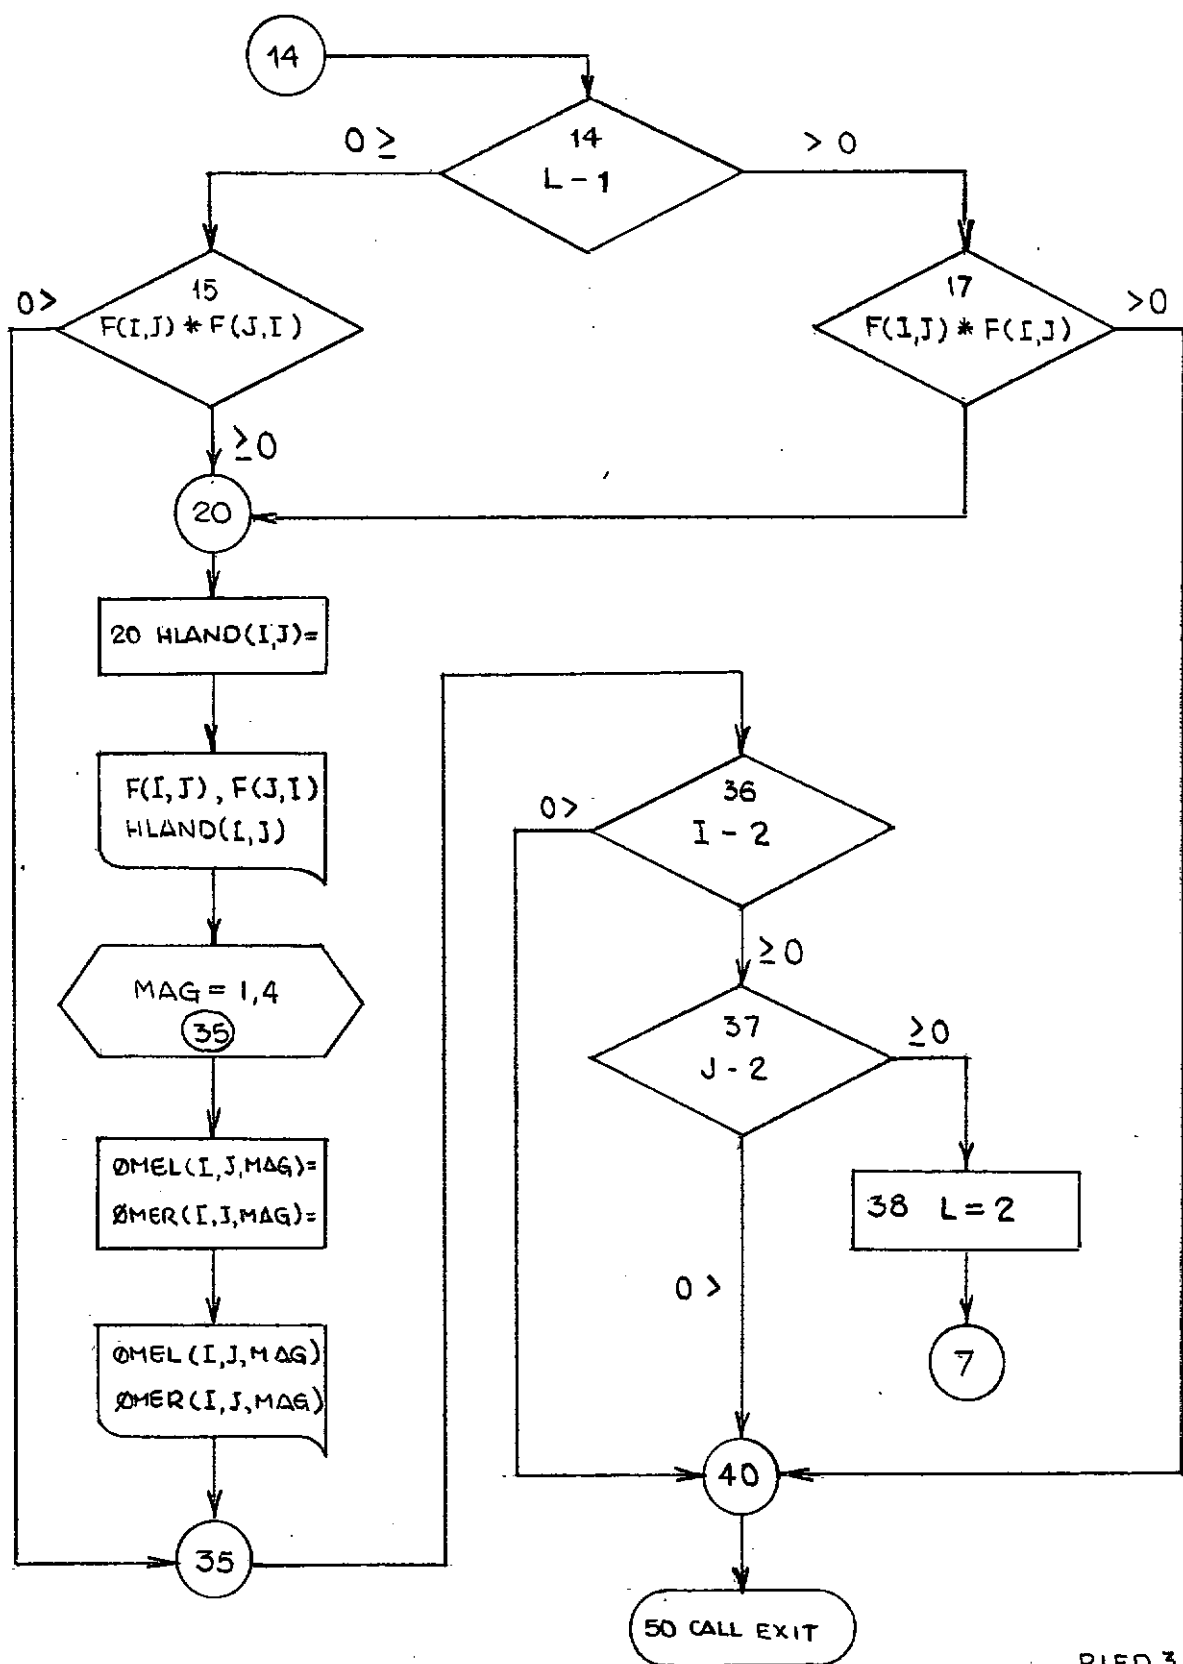 14
14
L - 1
0 ≥
> 0
15
F(I,J) * F(J,I)
0>
≥0
17
F(I,J) * F(I,J)
>0
20
20 HLAND(I,J)=
F(I,J), F(J,I)
HLAND(I,J)
MAG = 1,4
35
ØMEL(I,J,MAG)=
ØMER(I,J,MAG)=
ØMEL(I,J,MAG)
ØMER(I,J,MAG)
35
36
I - 2
0>
≥0
37
J - 2
≥0
0 >
38 L = 2
7
40
50 CALL EXIT